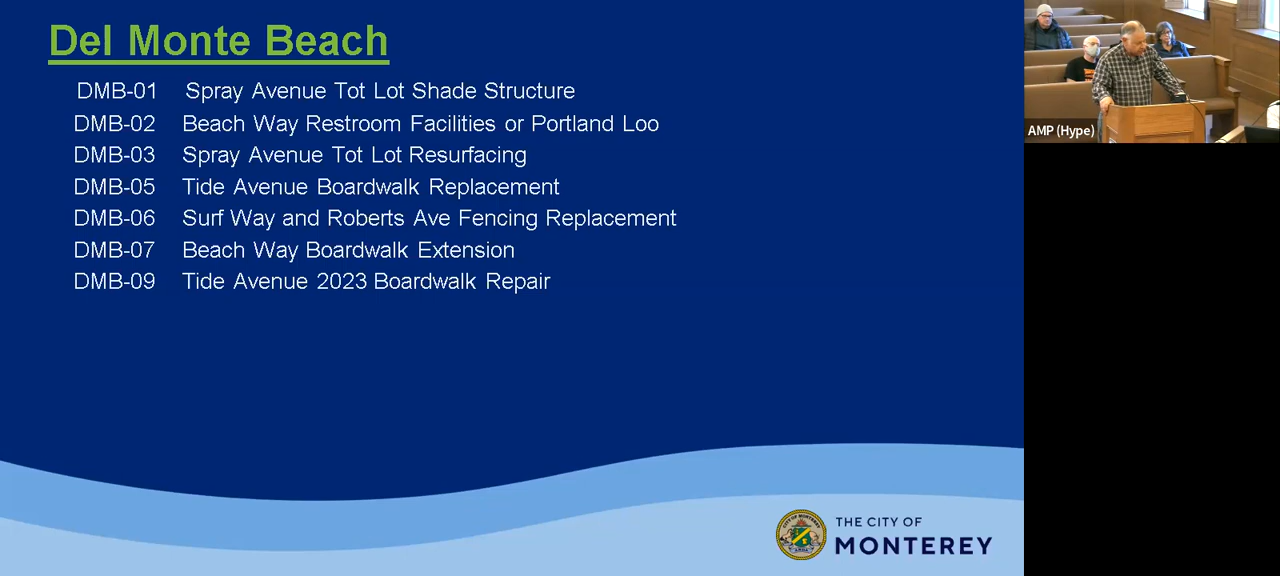 Del Monte Beach
DMB-01 Spray Avenue Tot Lot Shade Structure
DMB-02 Beach Way Restroom Facilities or Portland Loo
DMB-03 Spray Avenue Tot Lot Resurfacing
DMB-05 Tide Avenue Boardwalk Replacement
DMB-06 Surf Way and Roberts Ave Fencing Replacement
DMB-07 Beach Way Boardwalk Extension
DMB-09 Tide Avenue 2023 Boardwalk Repair
AMP (Hype)
THE CITY OF
MONTEREY